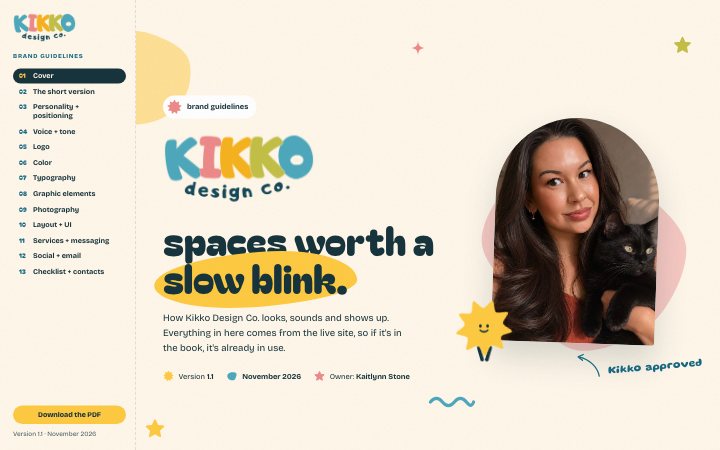 KIKKO
design co.
BRAND GUIDELINES
01 Cover
02 The short version
03 Personality +
positioning
04 Voice + tone
05 Logo
06 Color
07 Typography
08 Graphic elements
09 Photography
10 Layout + UI
11 Services + messaging
12 Social + email
13 Checklist + contacts
Download the PDF
Version 1.1 · November 2026
brand guidelines
KIKKO
design co.
spaces worth a
slow blink.
How Kikko Design Co. looks, sounds and shows up.
Everything in here comes from the live site, so if it's in
the book, it's already in use.
Version 1.1 November 2026 Owner: Kaitlynn Stone
Kikko approved